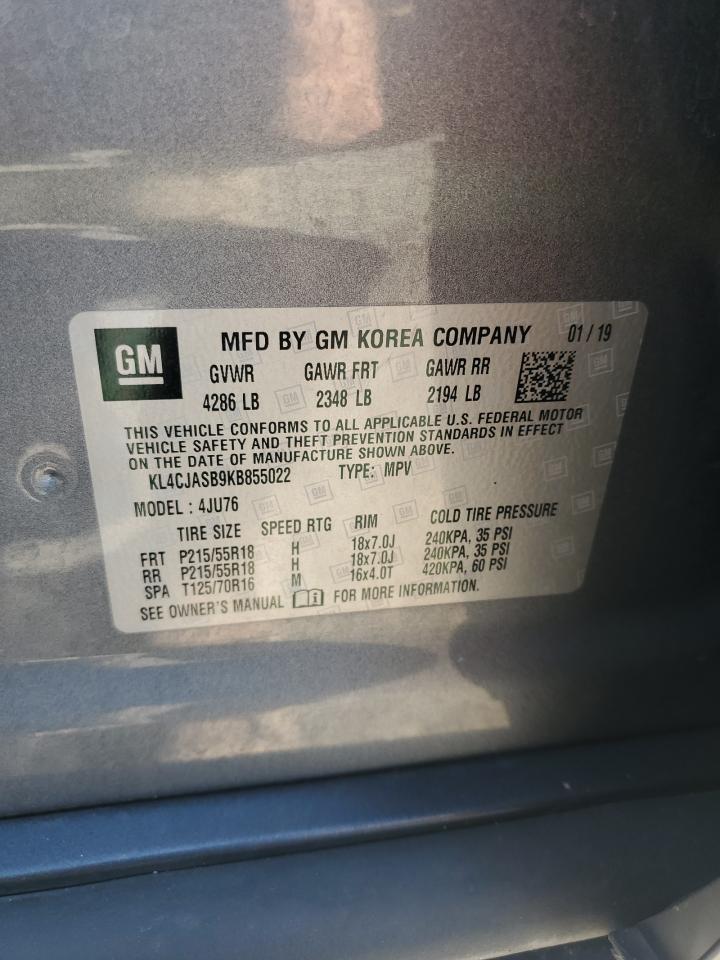 GM
MFD BY GM KOREA COMPANY 01 / 19
GVWR GAWR FRT GAWR RR
4286 LB 2348 LB 2194 LB
THIS VEHICLE CONFORMS TO ALL APPLICABLE U.S. FEDERAL MOTOR
VEHICLE SAFETY AND THEFT PREVENTION STANDARDS IN EFFECT
ON THE DATE OF MANUFACTURE SHOWN ABOVE.
KL4CJASB9KB855022 TYPE: MPV
MODEL : 4JU76
TIRE SIZE SPEED RTG RIM COLD TIRE PRESSURE
FRT P215/55R18 H 18x7.0J 240KPA, 35 PSI
RR P215/55R18 H 18x7.0J 240KPA, 35 PSI
SPA T125/70R16 M 16x4.0T 420KPA, 60 PSI
SEE OWNER'S MANUAL FOR MORE INFORMATION.